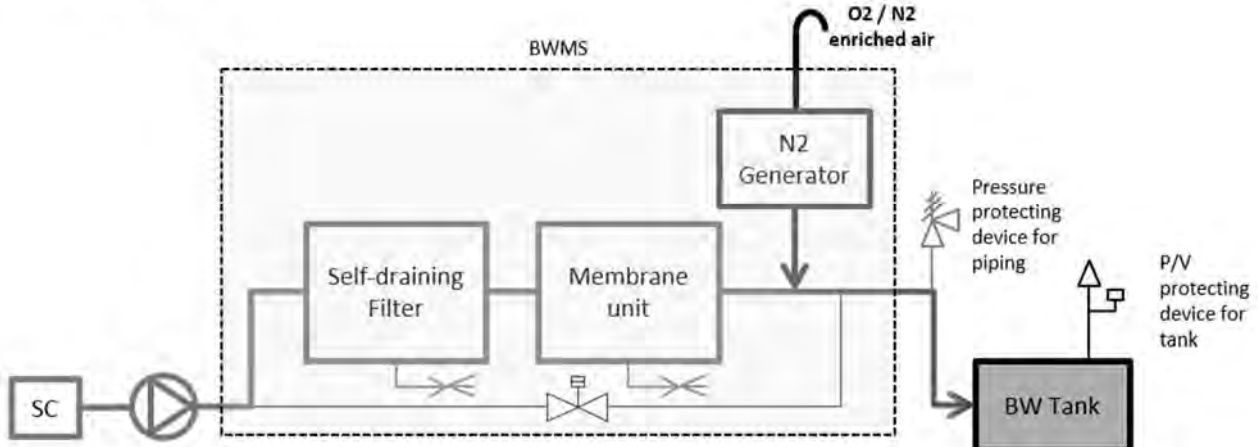 O2 / N2
enriched air
BWMS
N2
Generator
Pressure
protecting
device for
piping
Self-draining
Filter
Membrane
unit
P/V
protecting
device for
tank
SC
BW Tank